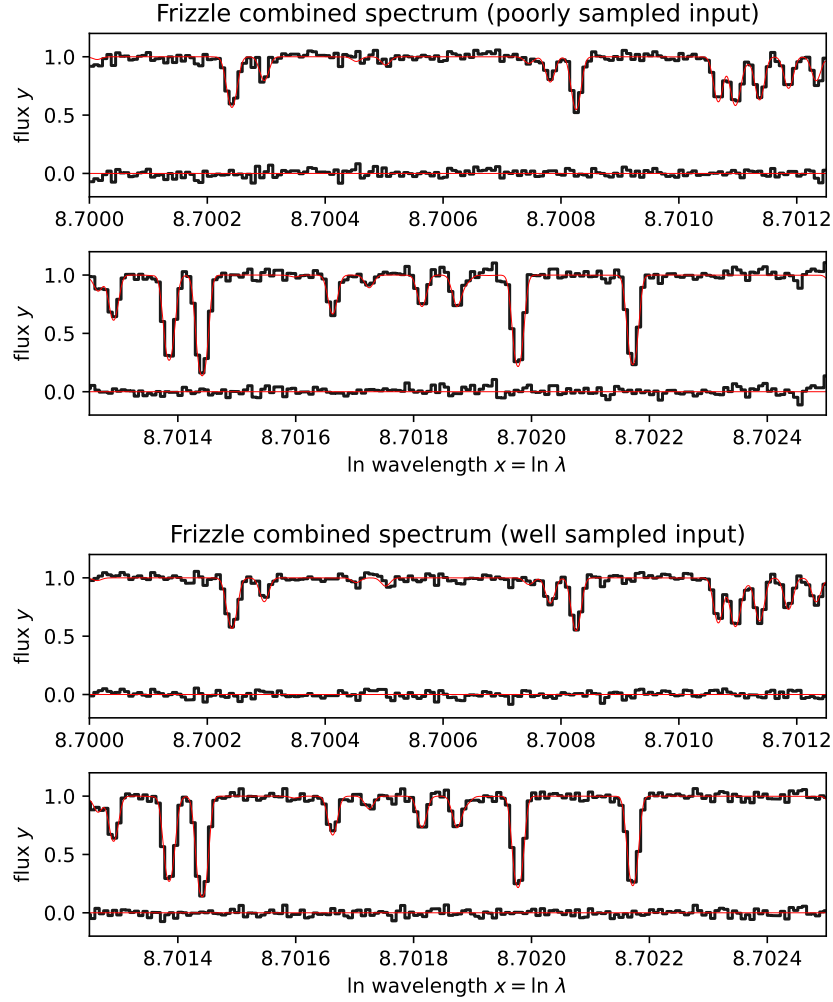 Frizzle combined spectrum (poorly sampled input)
1.0
0.5
0.0
flux y
8.7000 8.7002 8.7004 8.7006 8.7008 8.7010 8.7012
1.0
0.5
0.0
flux y
8.7014 8.7016 8.7018 8.7020 8.7022 8.7024
ln wavelength x = ln λ
Frizzle combined spectrum (well sampled input)
1.0
0.5
0.0
flux y
8.7000 8.7002 8.7004 8.7006 8.7008 8.7010 8.7012
1.0
0.5
0.0
flux y
8.7014 8.7016 8.7018 8.7020 8.7022 8.7024
ln wavelength x = ln λ